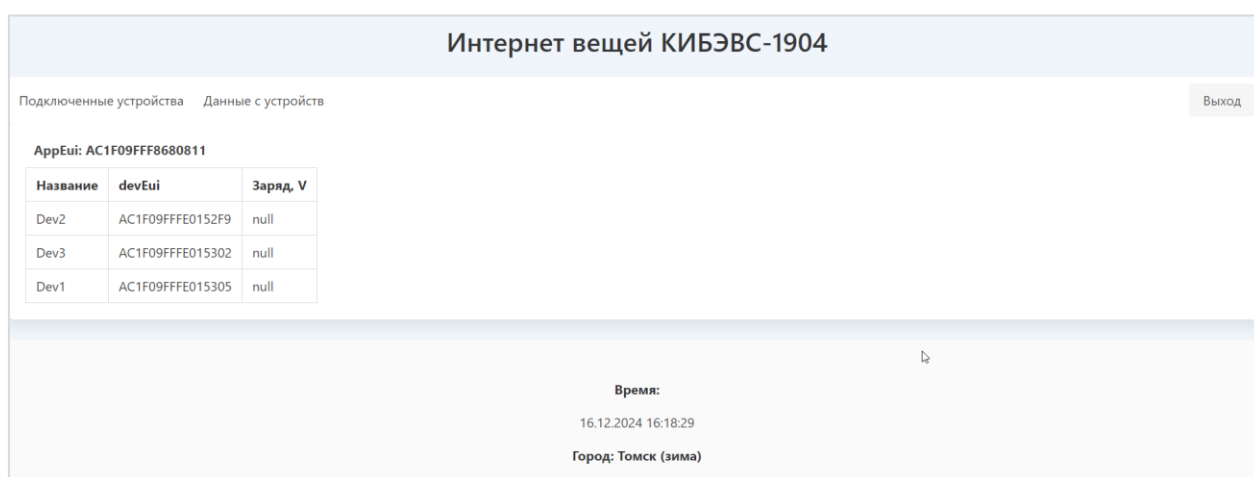 Интернет вещей КИБЭВС-1904
Подключенные устройства Данные с устройств Выход
AppEui: AC1F09FFF8680811
Название devEui Заряд, V
Dev2 AC1F09FFFE0152F9 null
Dev3 AC1F09FFFE015302 null
Dev1 AC1F09FFFE015305 null
Время:
16.12.2024 16:18:29
Город: Томск (зима)